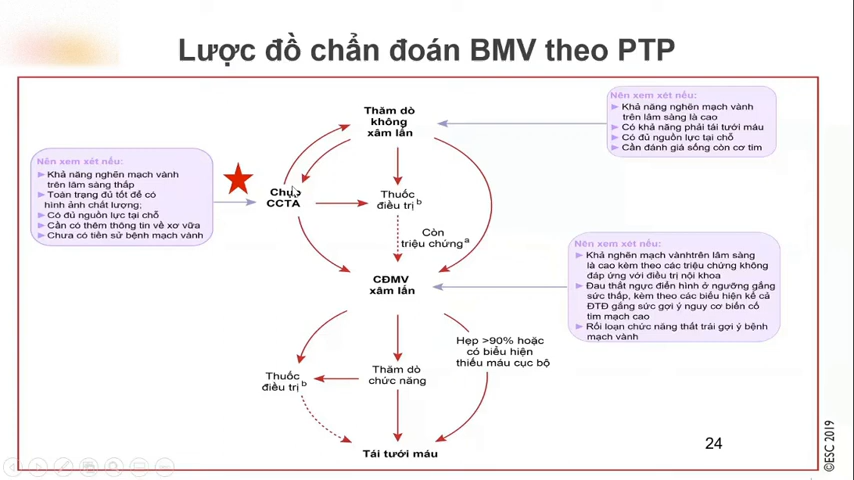 Lược đồ chẩn đoán BMV theo PTP
Thăm dò
không
xâm lấn
Nên xem xét nếu:
Khả năng nghẽn mạch vành
trên lâm sàng là cao
Có khả năng phải tái tưới máu
Có đủ nguồn lực tại chỗ
Cần đánh giá sống còn cơ tim
Nên xem xét nếu:
Khả năng nghẽn mạch vành
trên lâm sàng thấp
Toàn trạng đủ tốt để có
hình ảnh chất lượng;
Có đủ nguồn lực tại chỗ
Cần có thêm thông tin về xơ vữa
Chưa có tiền sử bệnh mạch vành
Chụp
CCTA
Thuốc
điều trị b
Còn
triệu chứng a
CĐMV
xâm lấn
Nên xem xét nếu:
Khả nghẽn mạch vànhtrên lâm sàng
là cao kèm theo các triệu chứng không
đáp ứng với điều trị nội khoa
Đau thắt ngực điển hình ở ngưỡng gắng
sức thấp, kèm theo các biểu hiện kể cả
ĐTĐ gắng sức gợi ý nguy cơ biến cố
tim mạch cao
Rối loạn chức năng thất trái gợi ý bệnh
mạch vành
Hẹp >90% hoặc
có biểu hiện
thiếu máu cục bộ
Thuốc
điều trị b
Thăm dò
chức năng
Tái tưới máu
24
©ESC 2019